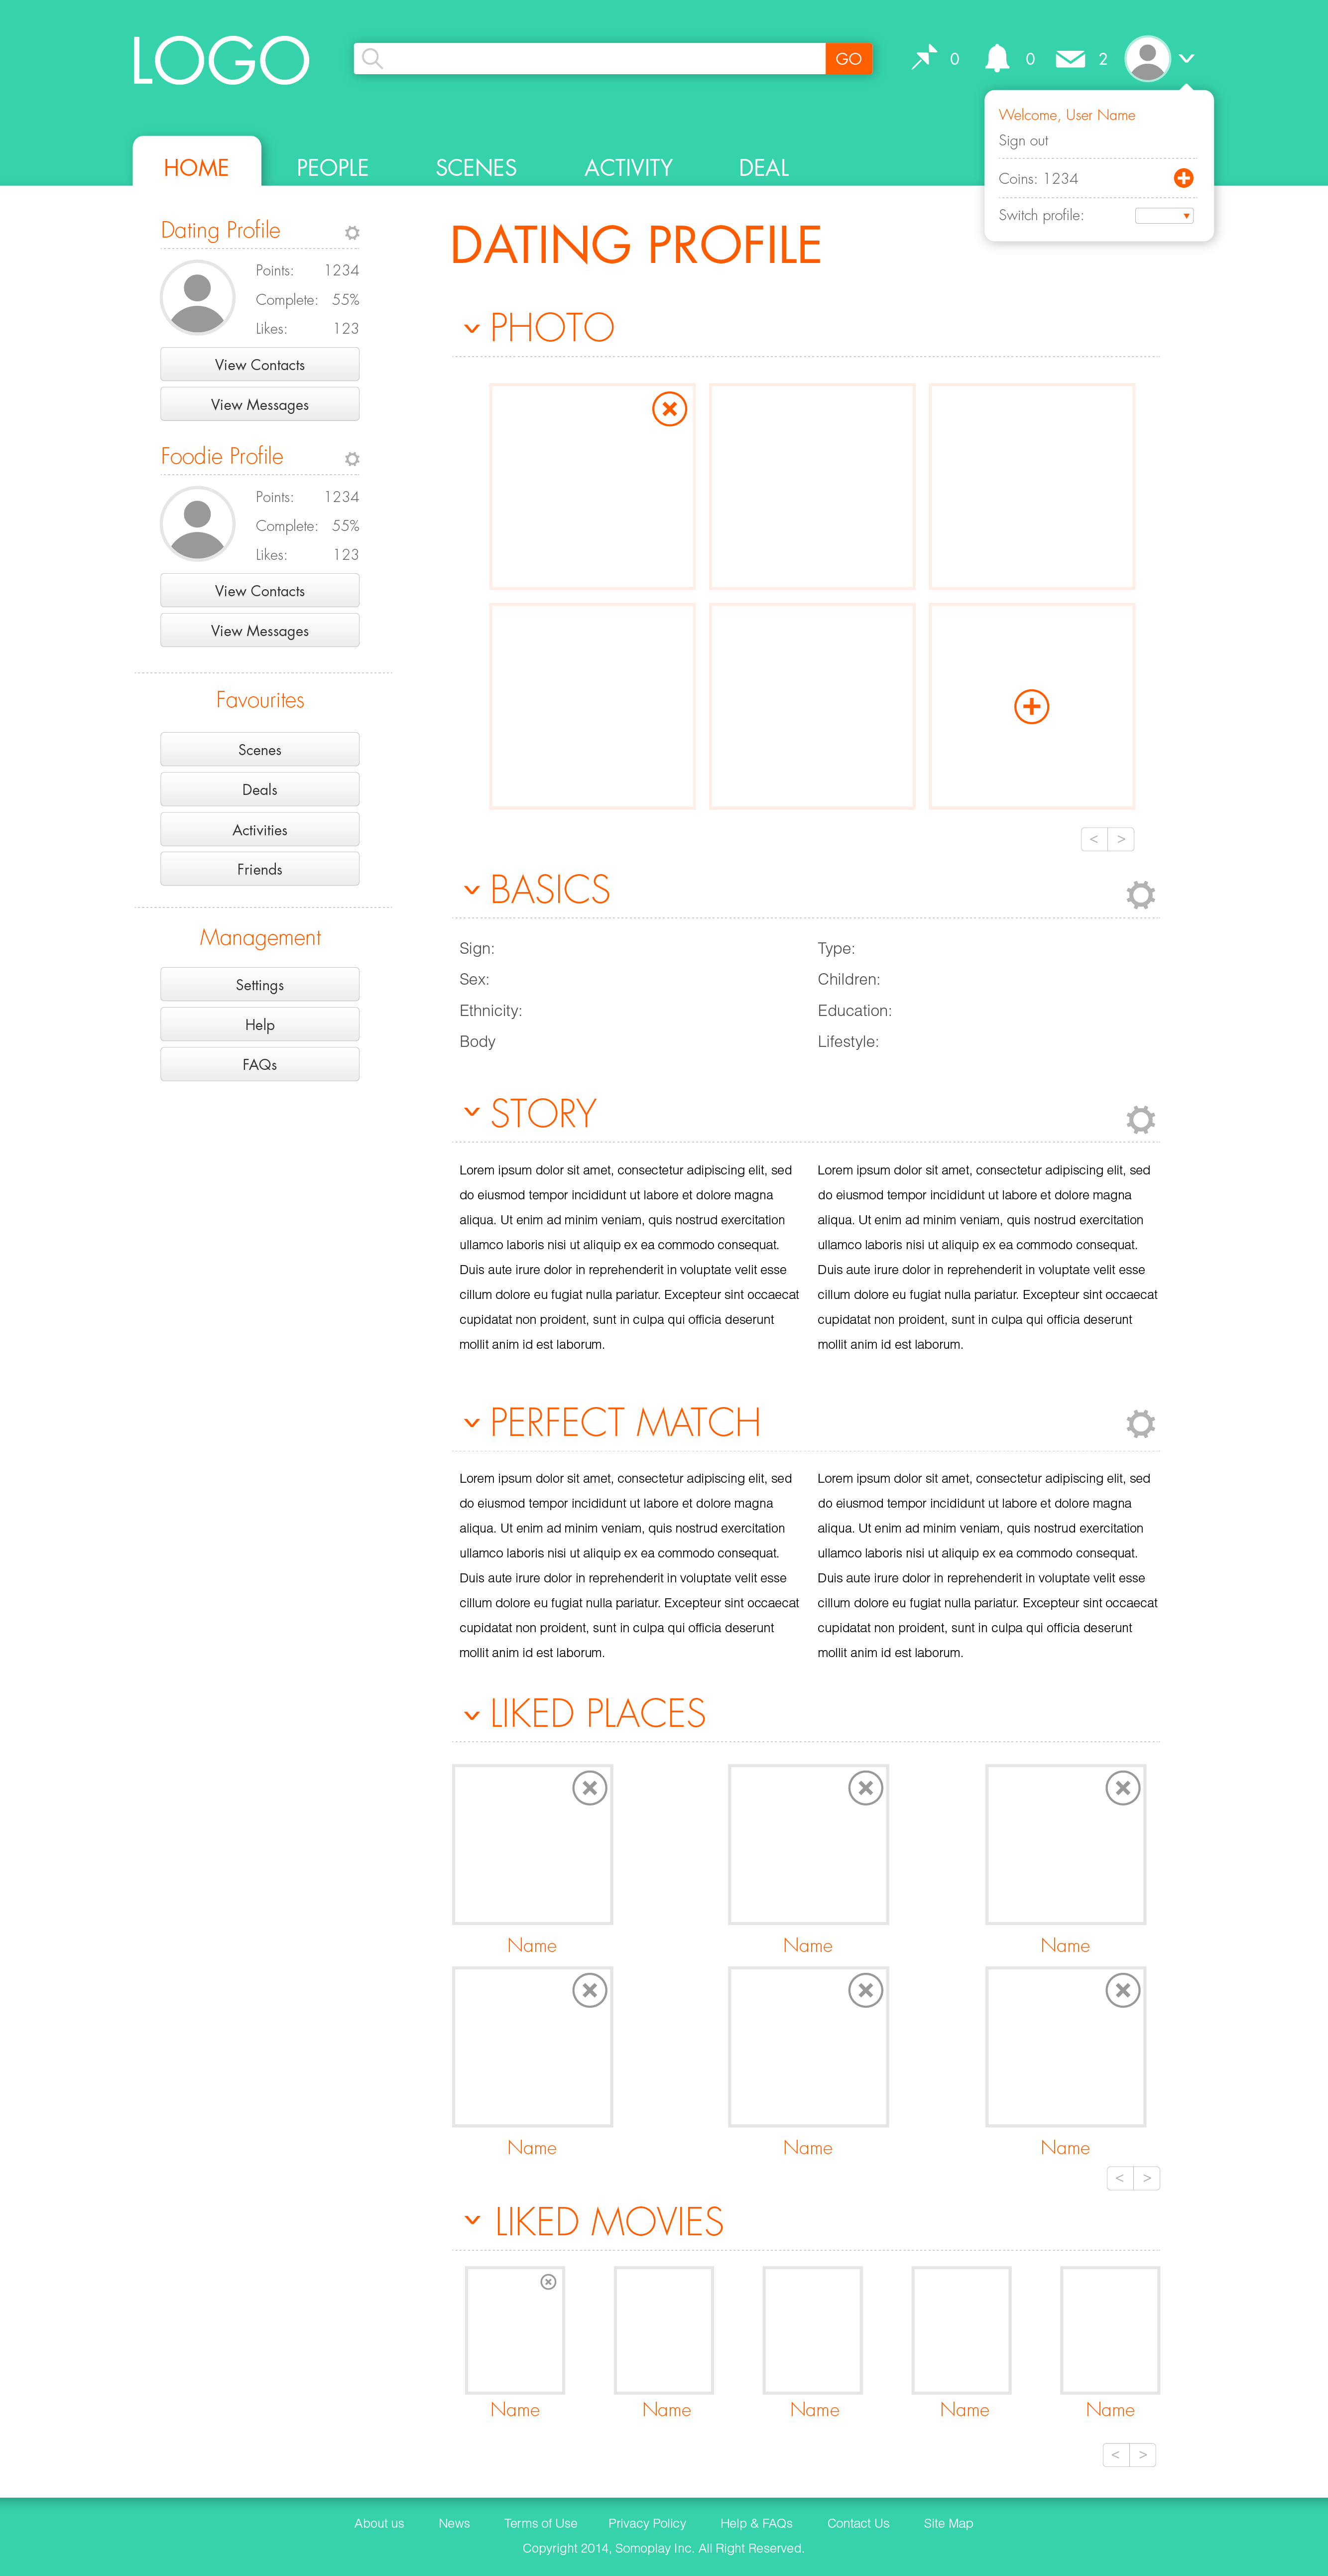 LOGO
GO
0
0
2
Welcome, User Name
Sign out
Coins: 1234
Switch profile:
HOME
PEOPLE
SCENES
ACTIVITY
DEAL
Dating Profile
Points: 1234
Complete: 55%
Likes: 123
View Contacts
View Messages
Foodie Profile
Points: 1234
Complete: 55%
Likes: 123
View Contacts
View Messages
Favourites
Scenes
Deals
Activities
Friends
Management
Settings
Help
FAQs
DATING PROFILE
PHOTO
< >
BASICS
Sign:
Sex:
Ethnicity:
Body
Type:
Children:
Education:
Lifestyle:
STORY
Lorem ipsum dolor sit amet, consectetur adipiscing elit, sed
do eiusmod tempor incididunt ut labore et dolore magna
aliqua. Ut enim ad minim veniam, quis nostrud exercitation
ullamco laboris nisi ut aliquip ex ea commodo consequat.
Duis aute irure dolor in reprehenderit in voluptate velit esse
cillum dolore eu fugiat nulla pariatur. Excepteur sint occaecat
cupidatat non proident, sunt in culpa qui officia deserunt
mollit anim id est laborum.
Lorem ipsum dolor sit amet, consectetur adipiscing elit, sed
do eiusmod tempor incididunt ut labore et dolore magna
aliqua. Ut enim ad minim veniam, quis nostrud exercitation
ullamco laboris nisi ut aliquip ex ea commodo consequat.
Duis aute irure dolor in reprehenderit in voluptate velit esse
cillum dolore eu fugiat nulla pariatur. Excepteur sint occaecat
cupidatat non proident, sunt in culpa qui officia deserunt
mollit anim id est laborum.
PERFECT MATCH
Lorem ipsum dolor sit amet, consectetur adipiscing elit, sed
do eiusmod tempor incididunt ut labore et dolore magna
aliqua. Ut enim ad minim veniam, quis nostrud exercitation
ullamco laboris nisi ut aliquip ex ea commodo consequat.
Duis aute irure dolor in reprehenderit in voluptate velit esse
cillum dolore eu fugiat nulla pariatur. Excepteur sint occaecat
cupidatat non proident, sunt in culpa qui officia deserunt
mollit anim id est laborum.
Lorem ipsum dolor sit amet, consectetur adipiscing elit, sed
do eiusmod tempor incididunt ut labore et dolore magna
aliqua. Ut enim ad minim veniam, quis nostrud exercitation
ullamco laboris nisi ut aliquip ex ea commodo consequat.
Duis aute irure dolor in reprehenderit in voluptate velit esse
cillum dolore eu fugiat nulla pariatur. Excepteur sint occaecat
cupidatat non proident, sunt in culpa qui officia deserunt
mollit anim id est laborum.
LIKED PLACES
Name
Name
Name
Name
Name
Name
< >
LIKED MOVIES
Name
Name
Name
Name
Name
< >
About us
News
Terms of Use
Privacy Policy
Help & FAQs
Contact Us
Site Map
Copyright 2014, Somoplay Inc. All Right Reserved.